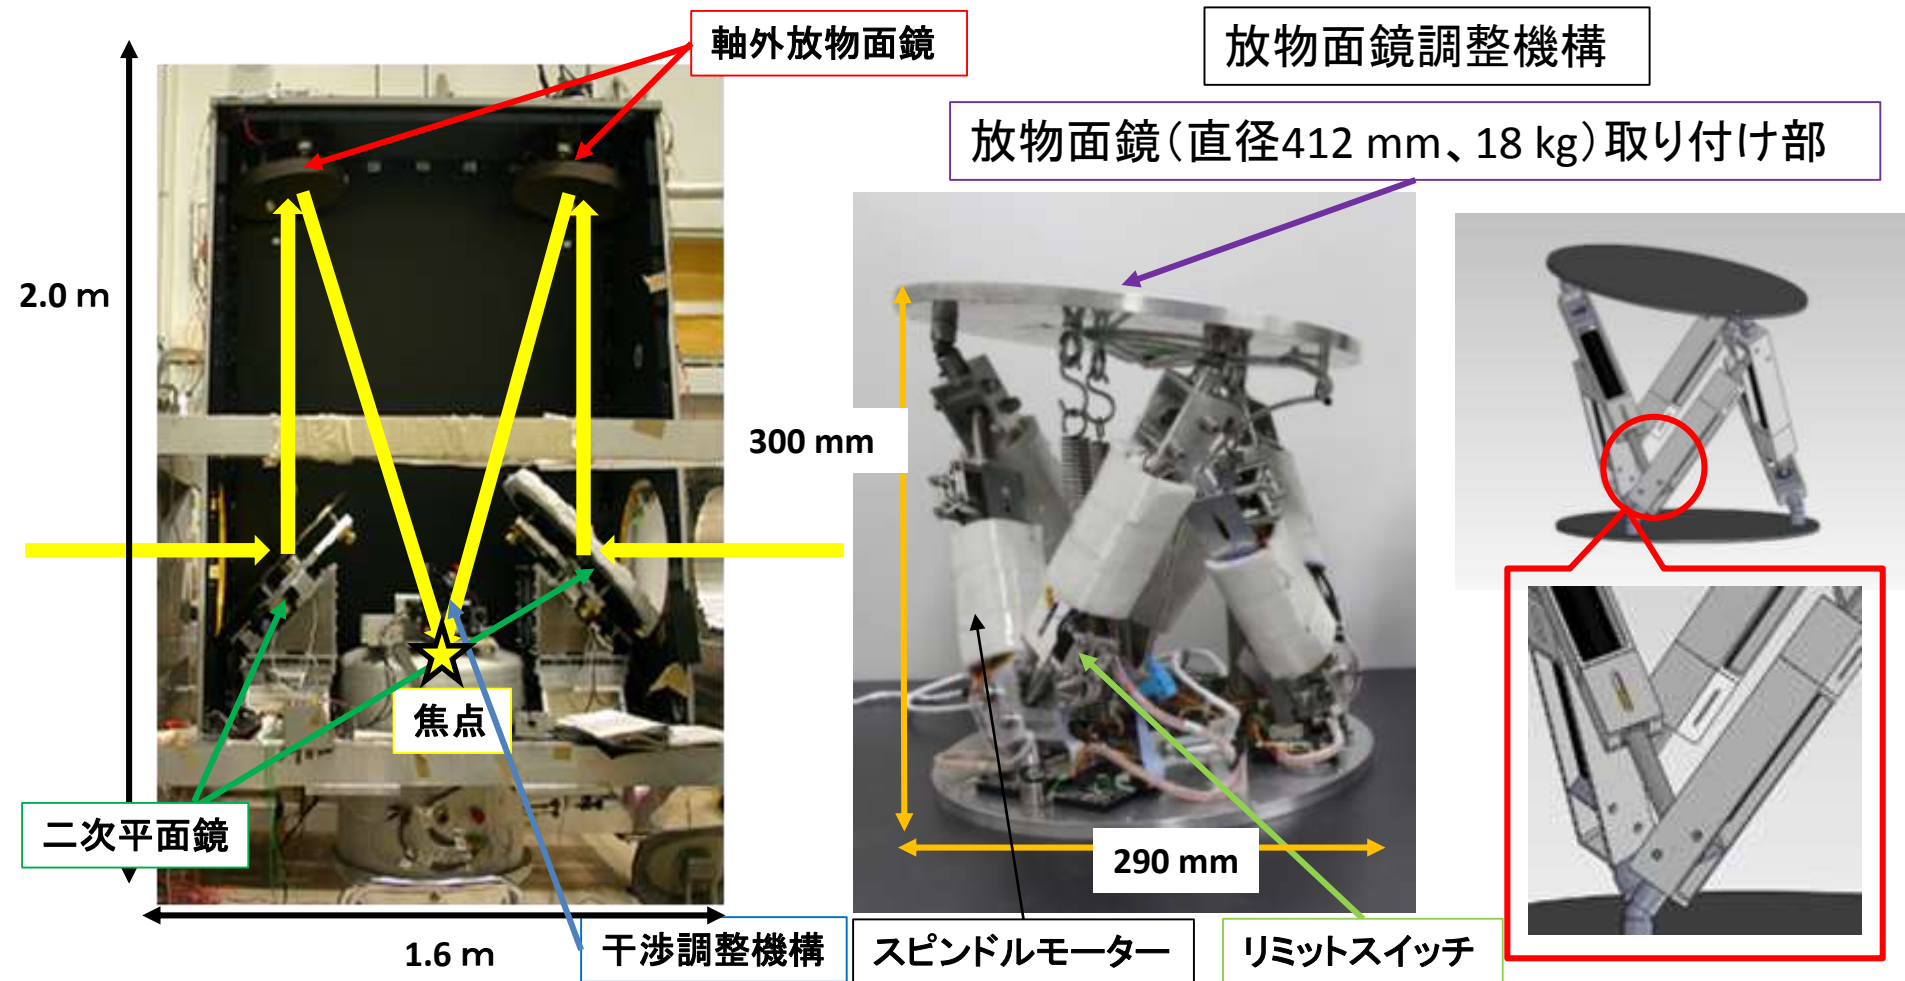 軸外放物面鏡
放物面鏡調整機構
放物面鏡（直径412 mm、18 kg）取り付け部
2.0 m
300 mm
焦点
二次平面鏡
290 mm
1.6 m
干渉調整機構
スピンドルモーター
リミットスイッチ